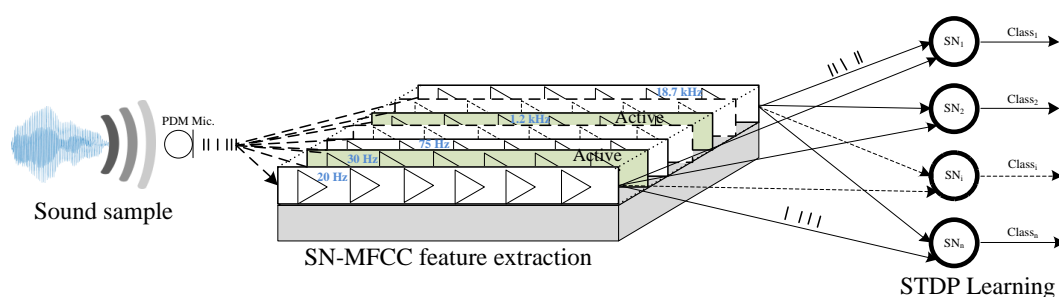 PDM Mic.
Sound sample
18.7 kHz
1.2 kHz
Active
75 Hz
Active
30 Hz
20 Hz
SN-MFCC feature extraction
SN1
Class1
SN2
Class2
SNi
Classi
SNn
Classn
STDP Learning